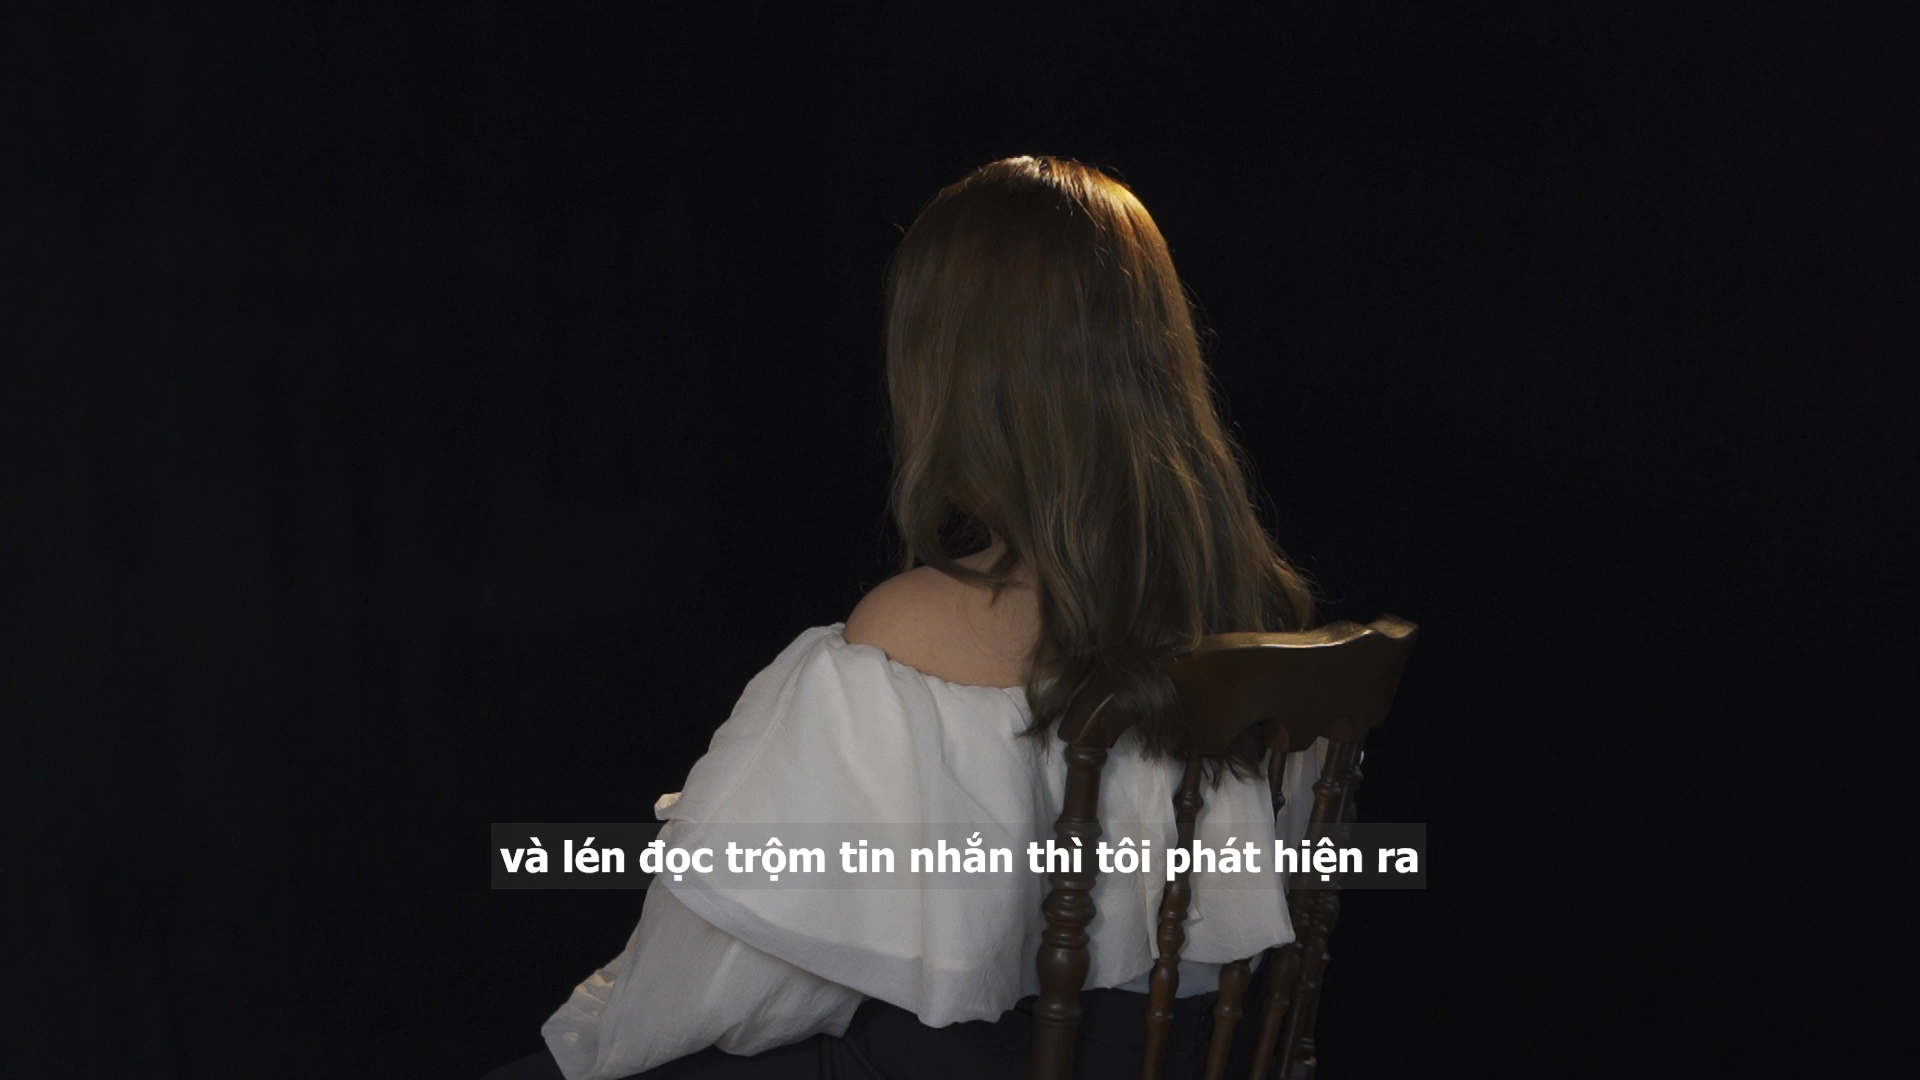 và lén đọc trộm tin nhắn thì tôi phát hiện ra